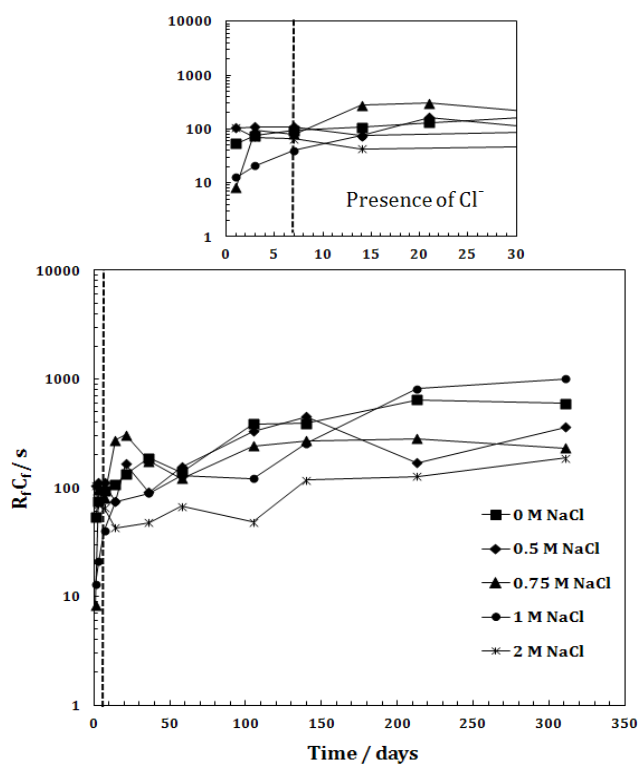 10000
1000
100
10
1
0 5 10 15 20 25 30
Presence of Cl⁻
10000
1000
100
10
1
0 50 100 150 200 250 300 350
RfCf / s
Time / days
0 M NaCl
0.5 M NaCl
0.75 M NaCl
1 M NaCl
2 M NaCl